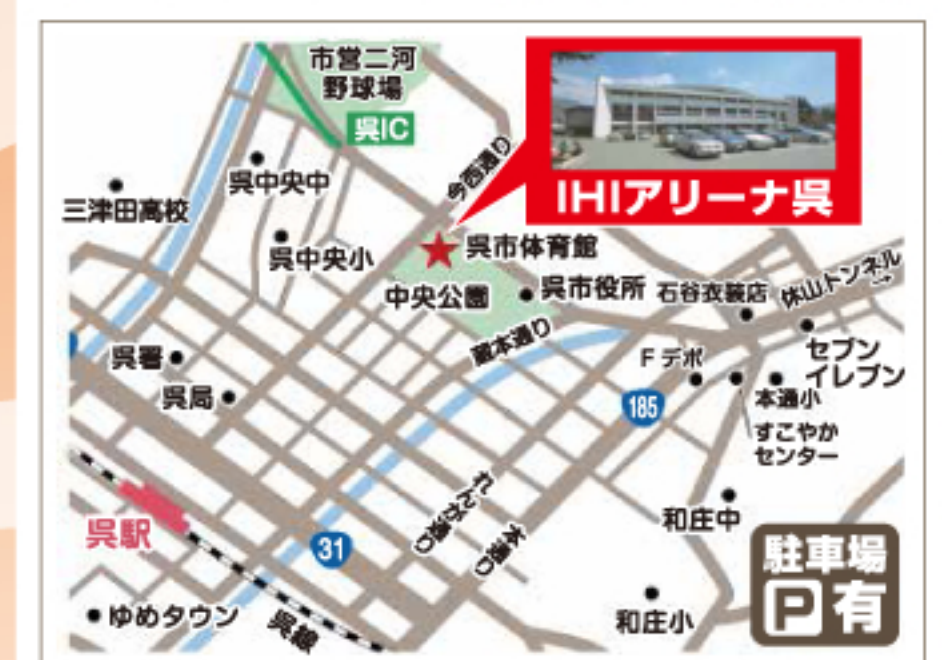 市営二河
野球場
呉IC
今西通り
IHIアリーナ呉
呉中央中
三津田高校
呉中央小
呉市体育館
中央公園
呉市役所
石谷衣装店
休山トンネル→
蔵本通り
セブン
イレブン
Fデポ
本通小
すこやか
センター
呉署
呉局
185
れんが通り
本通り
和庄中
呉駅
31
駐車場
P有
ゆめタウン
呉線
和庄小